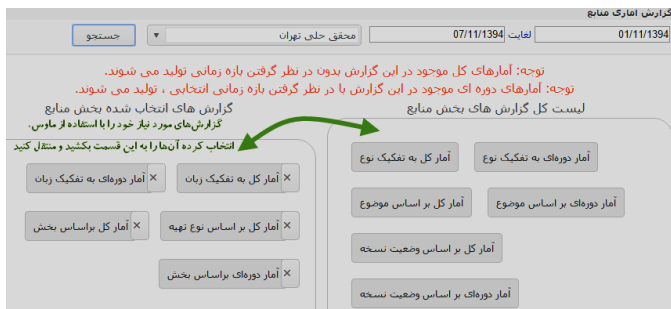 گزارش آماری منابع
01/11/1394 لغایت 07/11/1394 محقق حلی تهران جستجو
توجه: آمارهای کل موجود در این گزارش بدون در نظر گرفتن بازه زمانی تولید می شوند.
توجه: آمارهای دوره ای موجود در این گزارش با در نظر گرفتن بازه زمانی انتخابی ، تولید می شوند.
لیست کل گزارش های بخش منابع
آمار دوره‌ای به تفکیک نوع
آمار کل به تفکیک نوع
آمار دوره‌ای بر اساس موضوع
آمار کل بر اساس موضوع
آمار کل بر اساس وضعیت نسخه
آمار دوره‌ای بر اساس وضعیت نسخه
گزارش های انتخاب شده بخش منابع
گزارش‌های مورد نیاز خود را با استفاده از ماوس.
انتخاب کرده آن‌ها را به این قسمت بکشید و منتقل کنید
× آمار کل به تفکیک زبان
× آمار دوره‌ای به تفکیک زبان
× آمار کل بر اساس نوع تهیه
× آمار کل براساس بخش
× آمار دوره‌ای براساس بخش